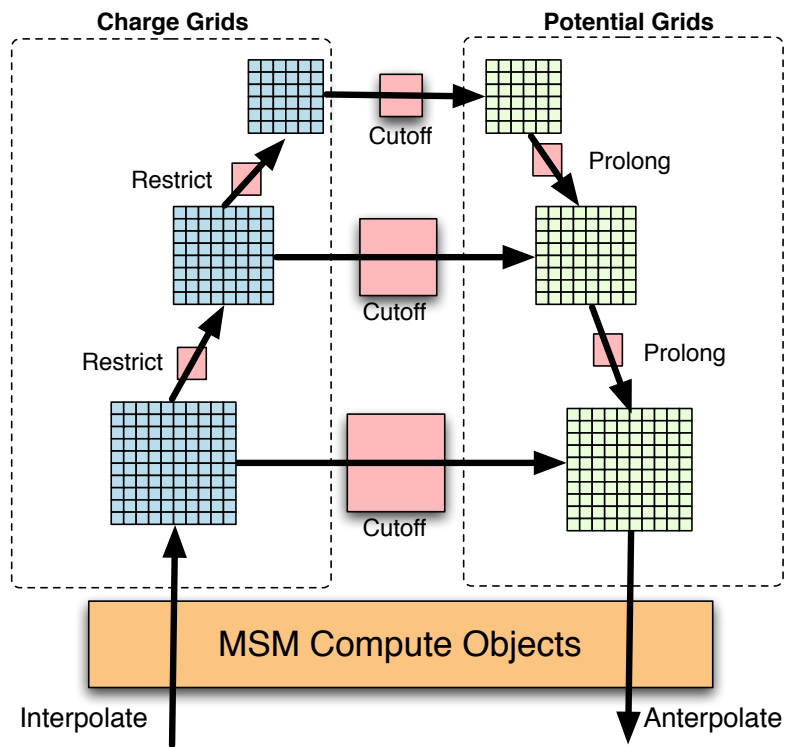 Charge Grids
Potential Grids
Cutoff
Restrict
Prolong
Cutoff
Restrict
Prolong
Cutoff
MSM Compute Objects
Interpolate
Anterpolate